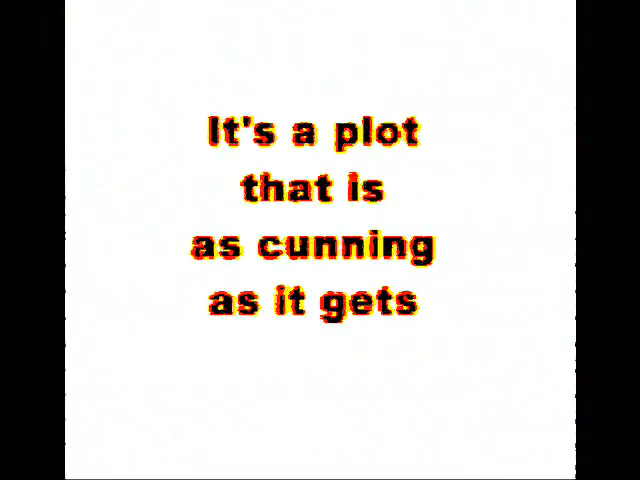 It's a plot
that is
as cunning
as it gets